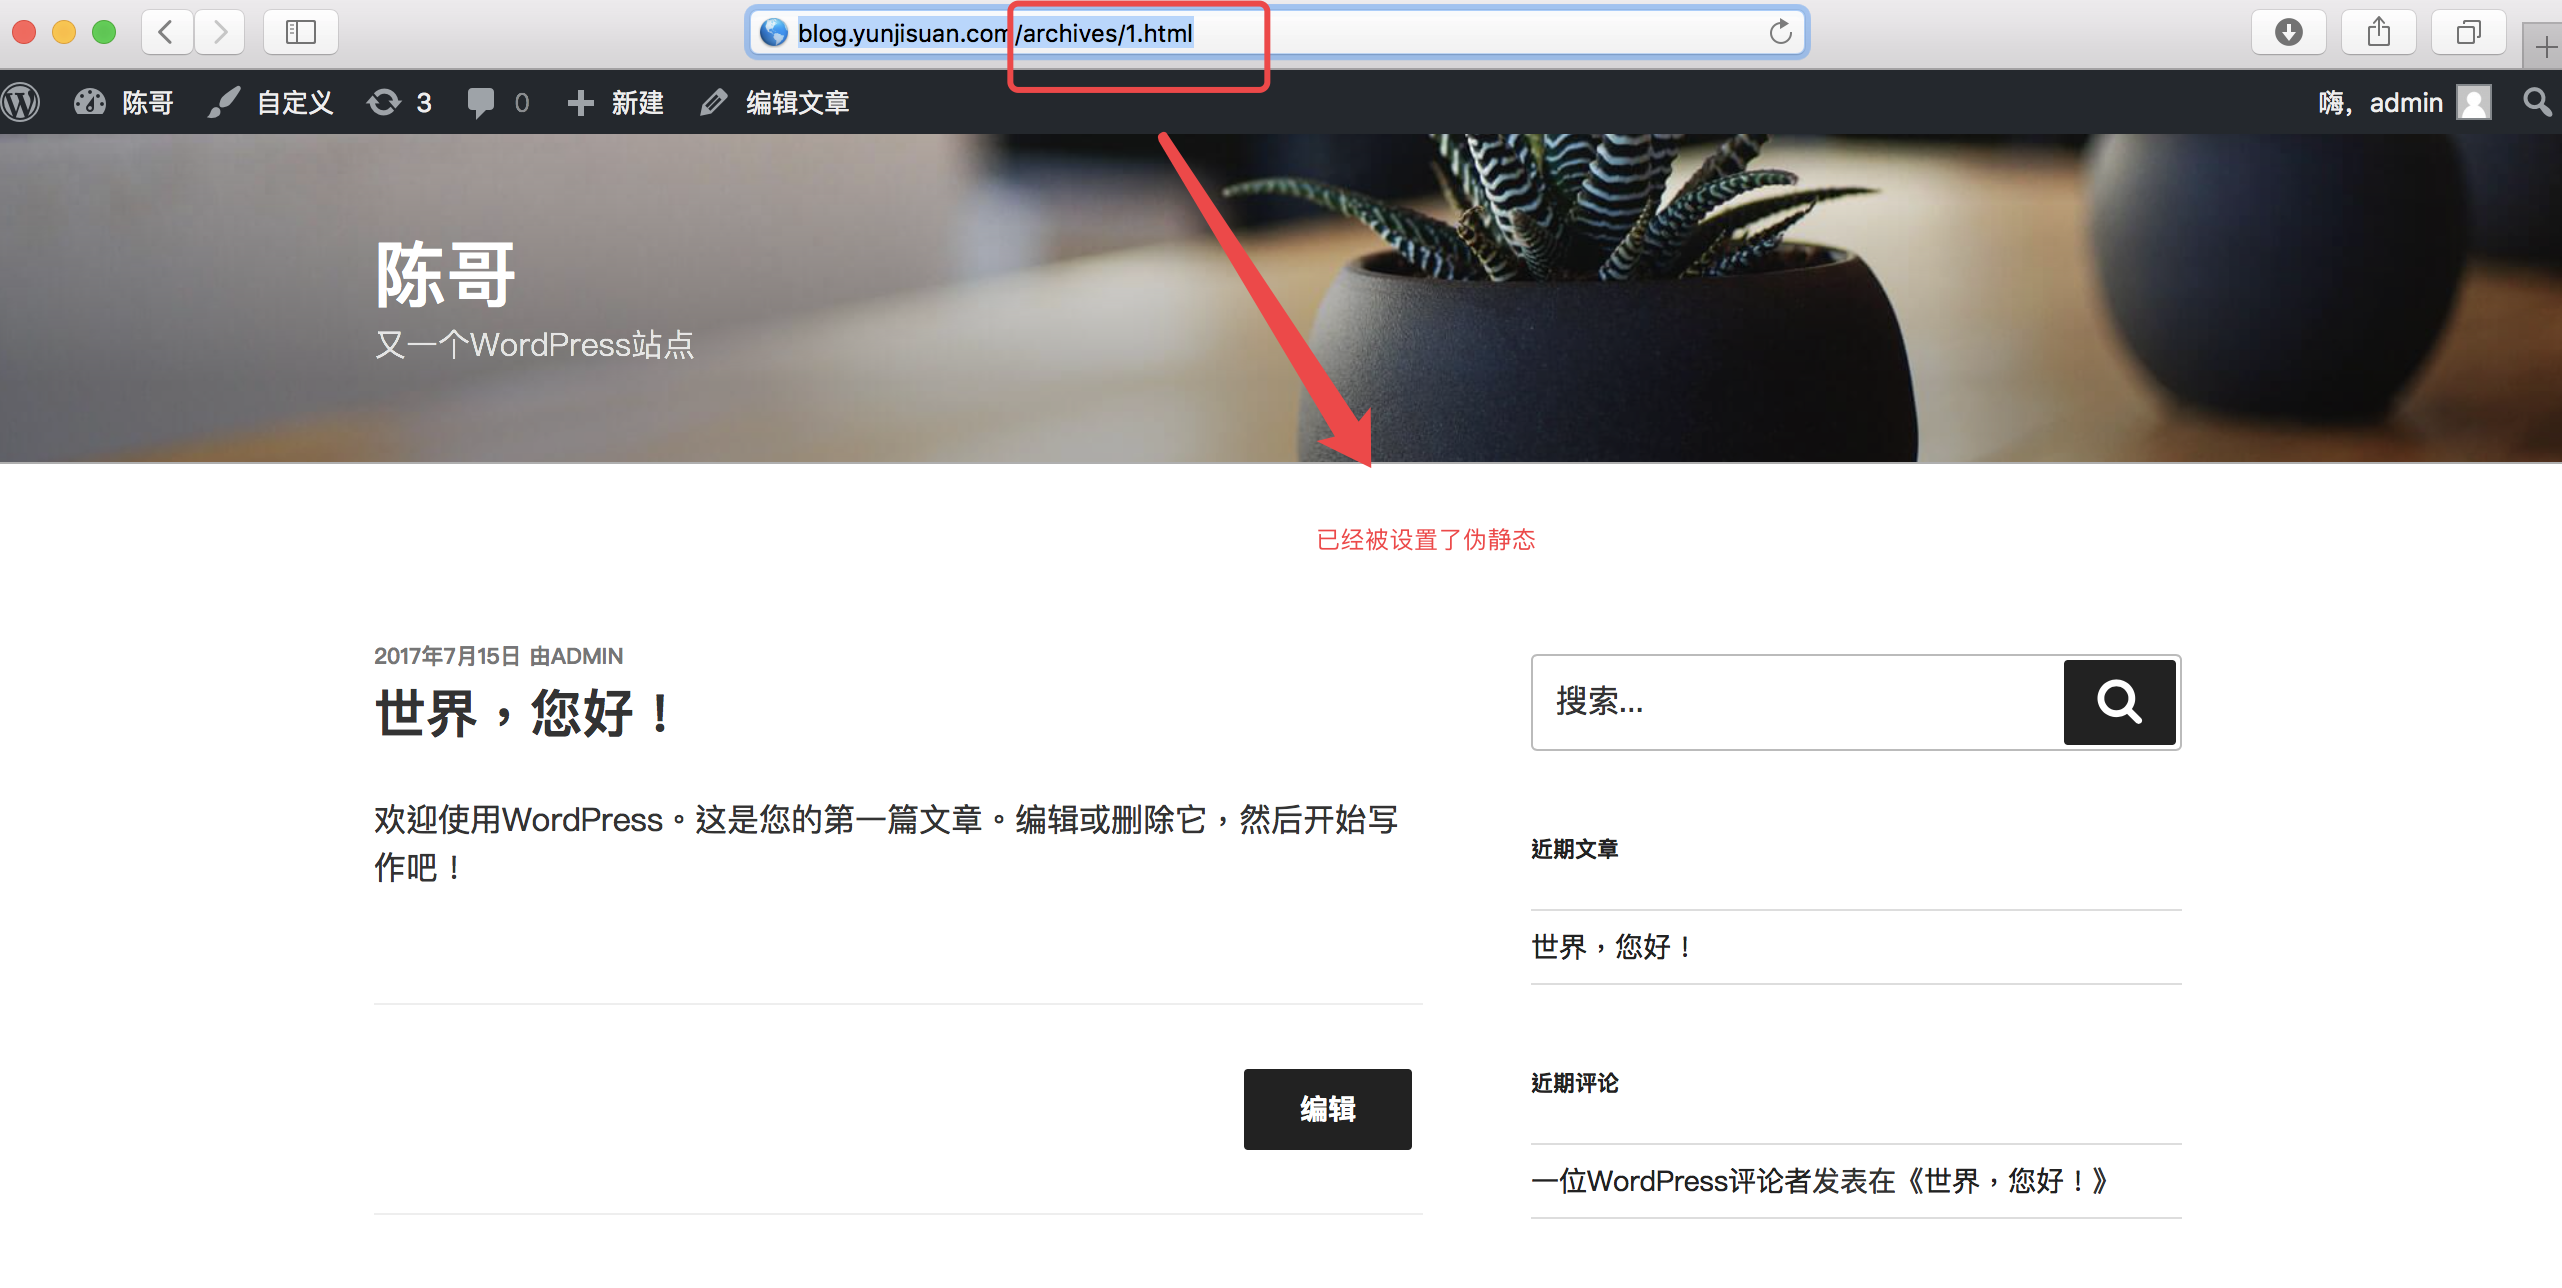 blog.yunjisuan.com/archives/1.html
陈哥 自定义 3 0 新建 编辑文章 嗨，admin
陈哥
又一个WordPress站点
已经被设置了伪静态
2017年7月15日 由ADMIN
世界，您好！
欢迎使用WordPress。这是您的第一篇文章。编辑或删除它，然后开始写
作吧！
编辑
搜索...
近期文章
世界，您好！
近期评论
一位WordPress评论者发表在《世界，您好！》